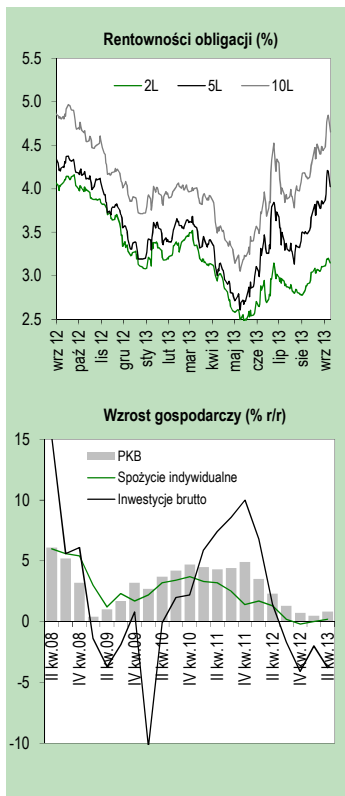 Rentowności obligacji (%)
5.5
5.0
4.5
4.0
3.5
3.0
2.5
2L 5L 10L
wrz 12
paź 12
lis 12
gru 12
sty 13
lut 13
mar 13
kwi 13
maj 13
cze 13
lip 13
sie 13
wrz 13
Wzrost gospodarczy (% r/r)
15
10
5
0
-5
-10
PKB
Spożycie indywidualne
Inwestycje brutto
II kw.08
IV kw.08
II kw.09
IV kw.09
II kw.10
IV kw.10
II kw.11
IV kw.11
II kw.12
IV kw.12
II kw.13